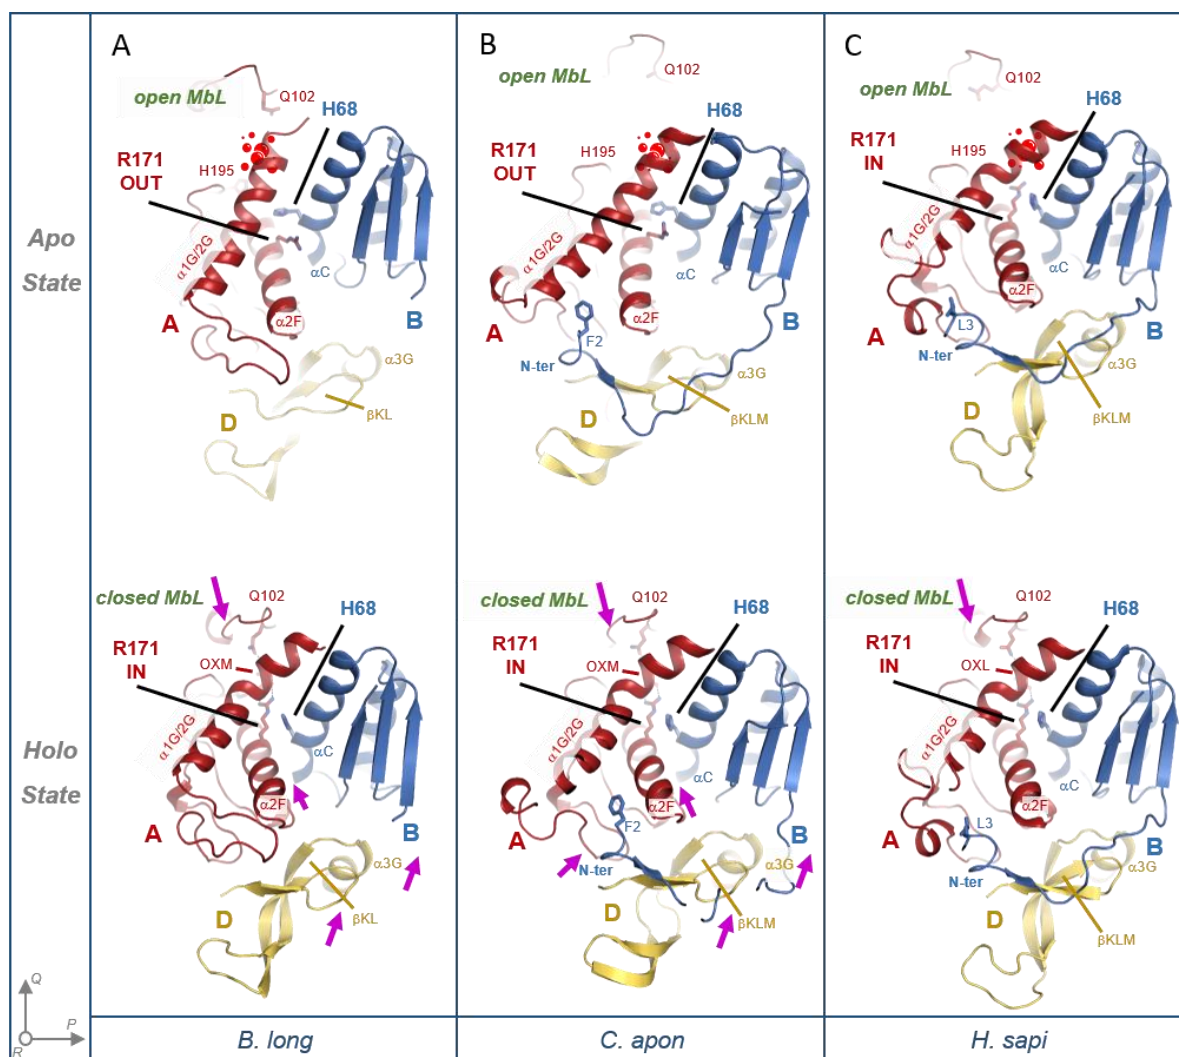 A
open MbL
Q102
H68
R171
OUT
H195
α1G/2G
αC
α2F
A
B
α3G
βKL
D
B
open MbL
Q102
H68
R171
OUT
H195
α1G/2G
αC
α2F
A
F2
B
N-ter
α3G
βKLM
D
C
open MbL
Q102
H68
R171
IN
H195
α1G/2G
αC
α2F
L3
A
B
N-ter
α3G
βKLM
D
Apo
State
closed MbL
Q102
H68
R171
IN
OXM
α1G/2G
αC
α2F
A
B
α3G
βKL
D
closed MbL
Q102
H68
R171
IN
OXM
α1G/2G
αC
α2F
F2
A
B
N-ter
α3G
βKLM
D
closed MbL
Q102
H68
R171
IN
OXL
α1G/2G
αC
α2F
L3
A
B
N-ter
α3G
βKLM
D
Holo
State
Q
P
R
B. long
C. apon
H. sapi